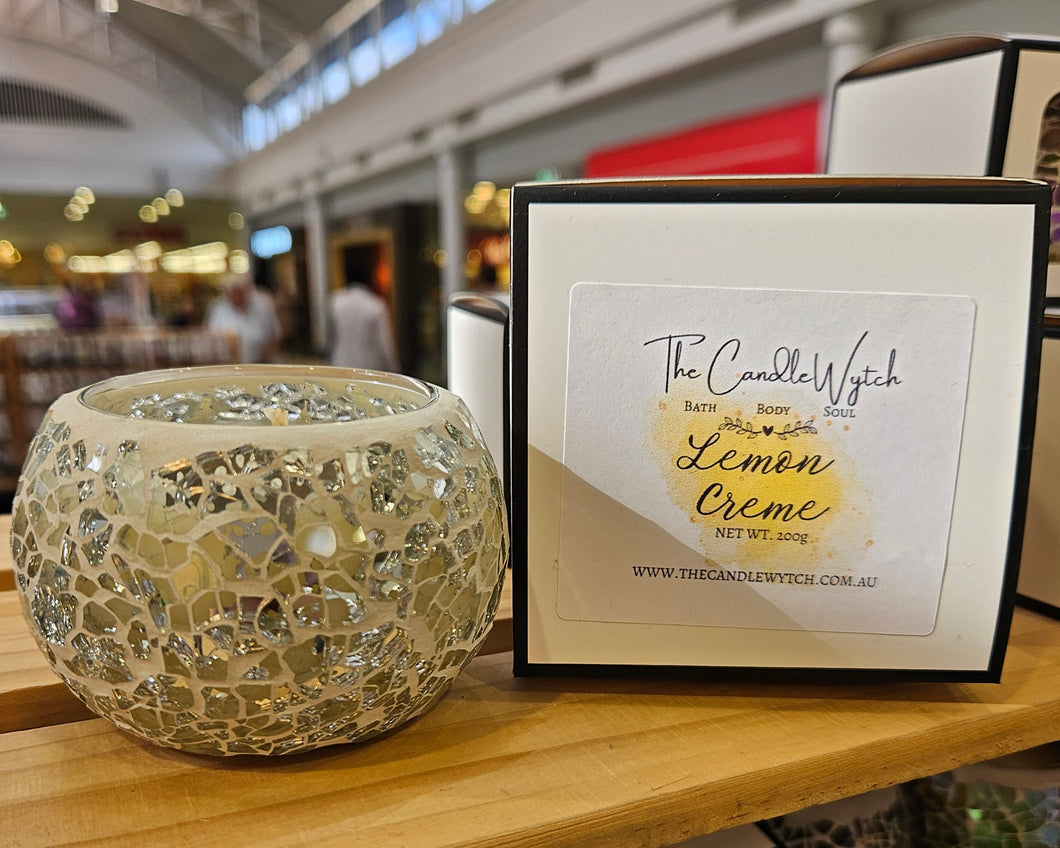 The CandleWytch
Bath Body Soul
Lemon
Creme
NET WT. 200g
www.thecandlewytch.com.au